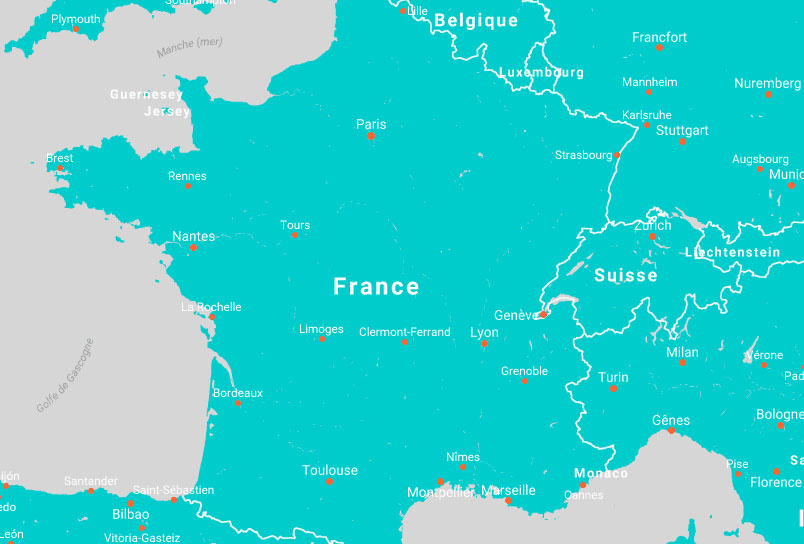 Southampton
Plymouth
Lille
Belgique
Manche (mer)
Francfort
Luxembourg
Mannheim
Nuremberg
Guernesey
Jersey
Karlsruhe
Paris
Stuttgart
Strasbourg
Brest
Augsbourg
Rennes
Munic
Tours
Zurich
Nantes
Liechtenstein
Suisse
France
La Rochelle
Genève
Limoges
Clermont-Ferrand
Lyon
Milan
Vérone
Golfe de Gascogne
Grenoble
Turin
Pad
Bordeaux
Bologne
Gênes
Nîmes
Sa
Toulouse
Monaco
Pise
ijón
Santander
Saint-Sébastien
Montpellier
Marseille
Cannes
Florence
edo
Bilbao
León
Vitoria-Gasteiz